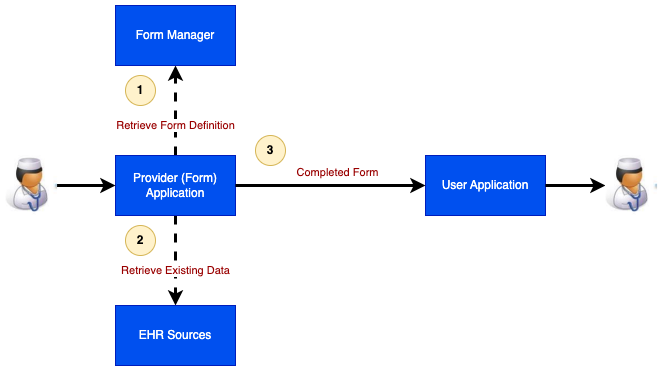 Form Manager
1
Retrieve Form Definition
3
Provider (Form)
Application
Completed Form
User Application
2
Retrieve Existing Data
EHR Sources